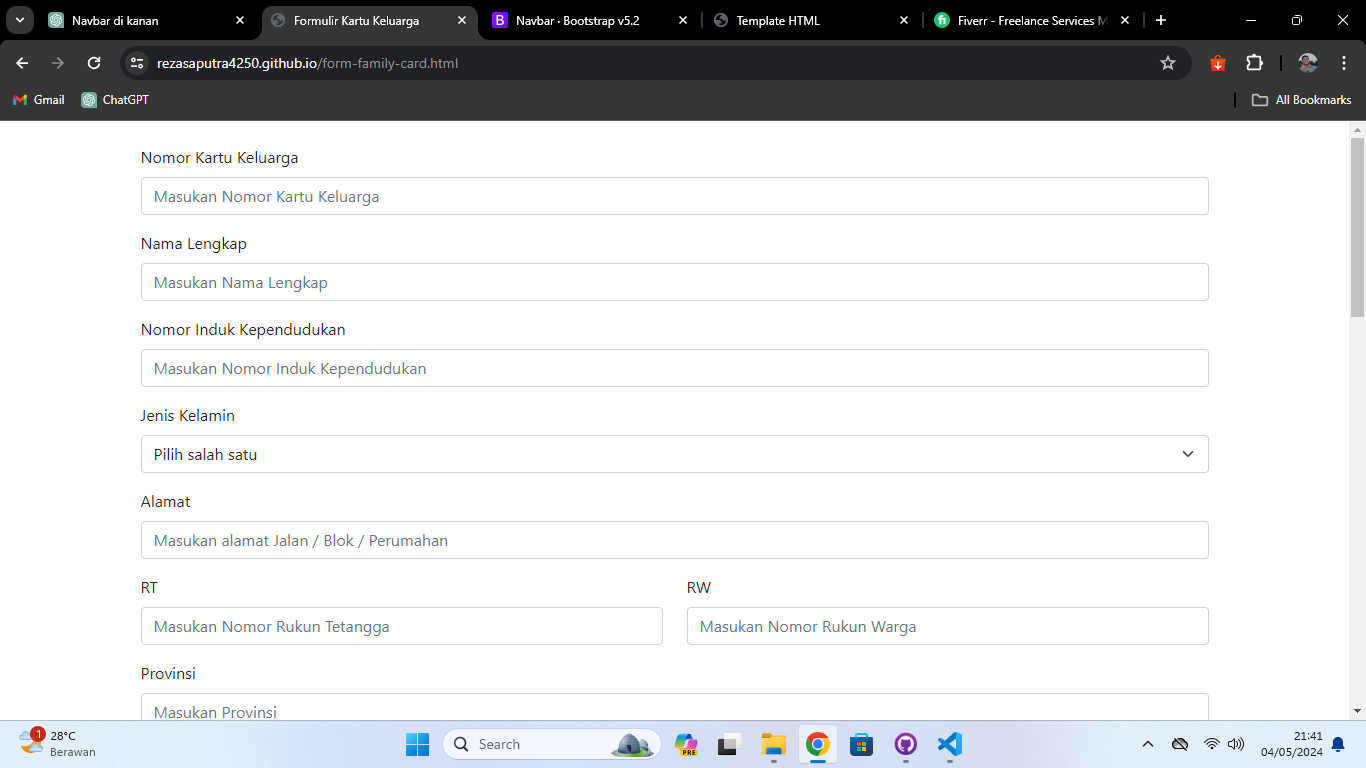 Navbar di kanan
Formulir Kartu Keluarga
Navbar · Bootstrap v5.2
Template HTML
Fiverr - Freelance Services M
rezasaputra4250.github.io/form-family-card.html
Gmail
ChatGPT
All Bookmarks
Nomor Kartu Keluarga
Masukan Nomor Kartu Keluarga
Nama Lengkap
Masukan Nama Lengkap
Nomor Induk Kependudukan
Masukan Nomor Induk Kependudukan
Jenis Kelamin
Pilih salah satu
Alamat
Masukan alamat Jalan / Blok / Perumahan
RT
RW
Masukan Nomor Rukun Tetangga
Masukan Nomor Rukun Warga
Provinsi
Masukan Provinsi
1
28°C
Berawan
Search
PRE
21:41
04/05/2024